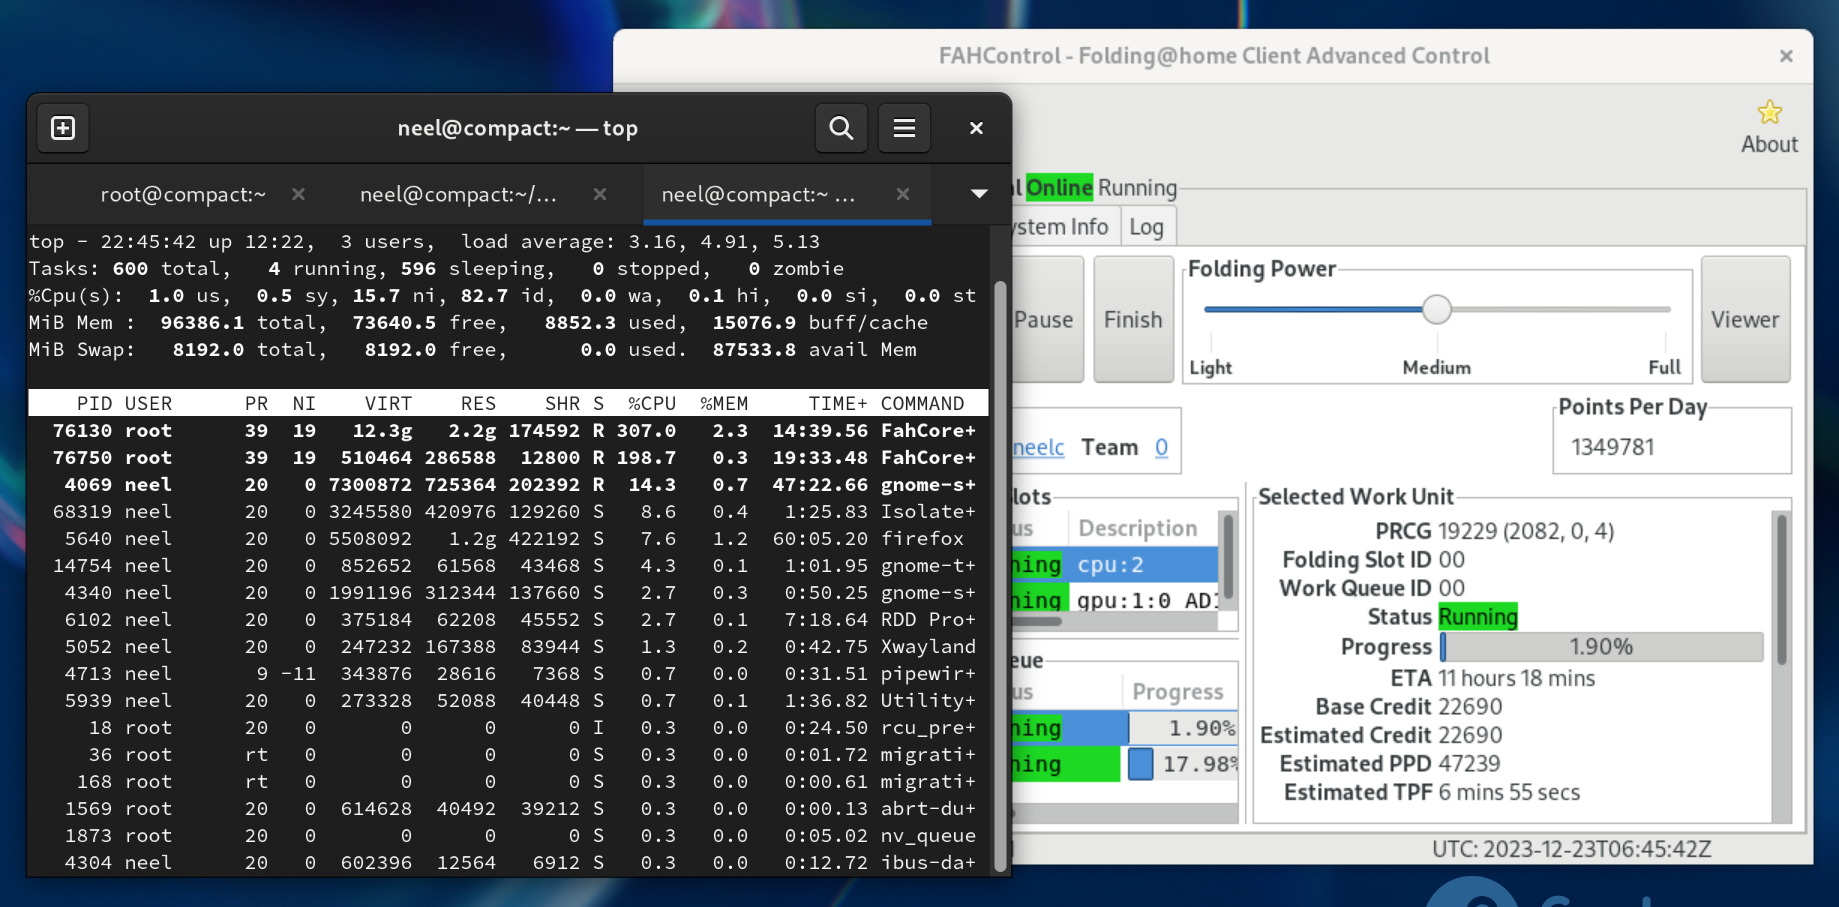 FAHControl - Folding@home Client Advanced Control
About
Online Running
Log
Pause
Finish
Folding Power
Light Medium Full
Viewer
neelc Team 0
Points Per Day
1349781
Description
cpu:2
gpu:1:0
Progress
1.90%
17.98%
Selected Work Unit
PRCG 19229 (2082, 0, 4)
Folding Slot ID 00
Work Queue ID 00
Status Running
Progress 1.90%
ETA 11 hours 18 mins
Base Credit 22690
Estimated Credit 22690
Estimated PPD 47239
Estimated TPF 6 mins 55 secs
UTC: 2023-12-23T06:45:42Z
neel@compact:~ — top
root@compact:~
neel@compact:~/...
neel@compact:~ ...
top - 22:45:42 up 12:22, 3 users, load average: 3.16, 4.91, 5.13
Tasks: 600 total, 4 running, 596 sleeping, 0 stopped, 0 zombie
%Cpu(s): 1.0 us, 0.5 sy, 15.7 ni, 82.7 id, 0.0 wa, 0.1 hi, 0.0 si, 0.0 st
MiB Mem : 96386.1 total, 73640.5 free, 8852.3 used, 15076.9 buff/cache
MiB Swap: 8192.0 total, 8192.0 free, 0.0 used. 87533.8 avail Mem
PID USER PR NI VIRT RES SHR S %CPU %MEM TIME+ COMMAND
76130 root 39 19 12.3g 2.2g 174592 R 307.0 2.3 14:39.56 FahCore+
76750 root 39 19 510464 286588 12800 R 198.7 0.3 19:33.48 FahCore+
4069 neel 20 0 7300872 725364 202392 R 14.3 0.7 47:22.66 gnome-s+
68319 neel 20 0 3245580 420976 129260 S 8.6 0.4 1:25.83 Isolate+
5640 neel 20 0 5508092 1.2g 422192 S 7.6 1.2 60:05.20 firefox
14754 neel 20 0 852652 61568 43468 S 4.3 0.1 1:01.95 gnome-t+
4340 neel 20 0 1991196 312344 137660 S 2.7 0.3 0:50.25 gnome-s+
6102 neel 20 0 375184 62208 45552 S 2.7 0.1 7:18.64 RDD Pro+
5052 neel 20 0 247232 167388 83944 S 1.3 0.2 0:42.75 Xwayland
4713 neel 9 -11 343876 28616 7368 S 0.7 0.0 0:31.51 pipewir+
5939 neel 20 0 273328 52088 40448 S 0.7 0.1 1:36.82 Utility+
18 root 20 0 0 0 0 I 0.3 0.0 0:24.50 rcu_pre+
36 root rt 0 0 0 0 S 0.3 0.0 0:01.72 migrati+
168 root rt 0 0 0 0 S 0.3 0.0 0:00.61 migrati+
1569 root 20 0 614628 40492 39212 S 0.3 0.0 0:00.13 abrt-du+
1873 root 20 0 0 0 0 S 0.3 0.0 0:05.02 nv_queue
4304 neel 20 0 602396 12564 6912 S 0.3 0.0 0:12.72 ibus-da+